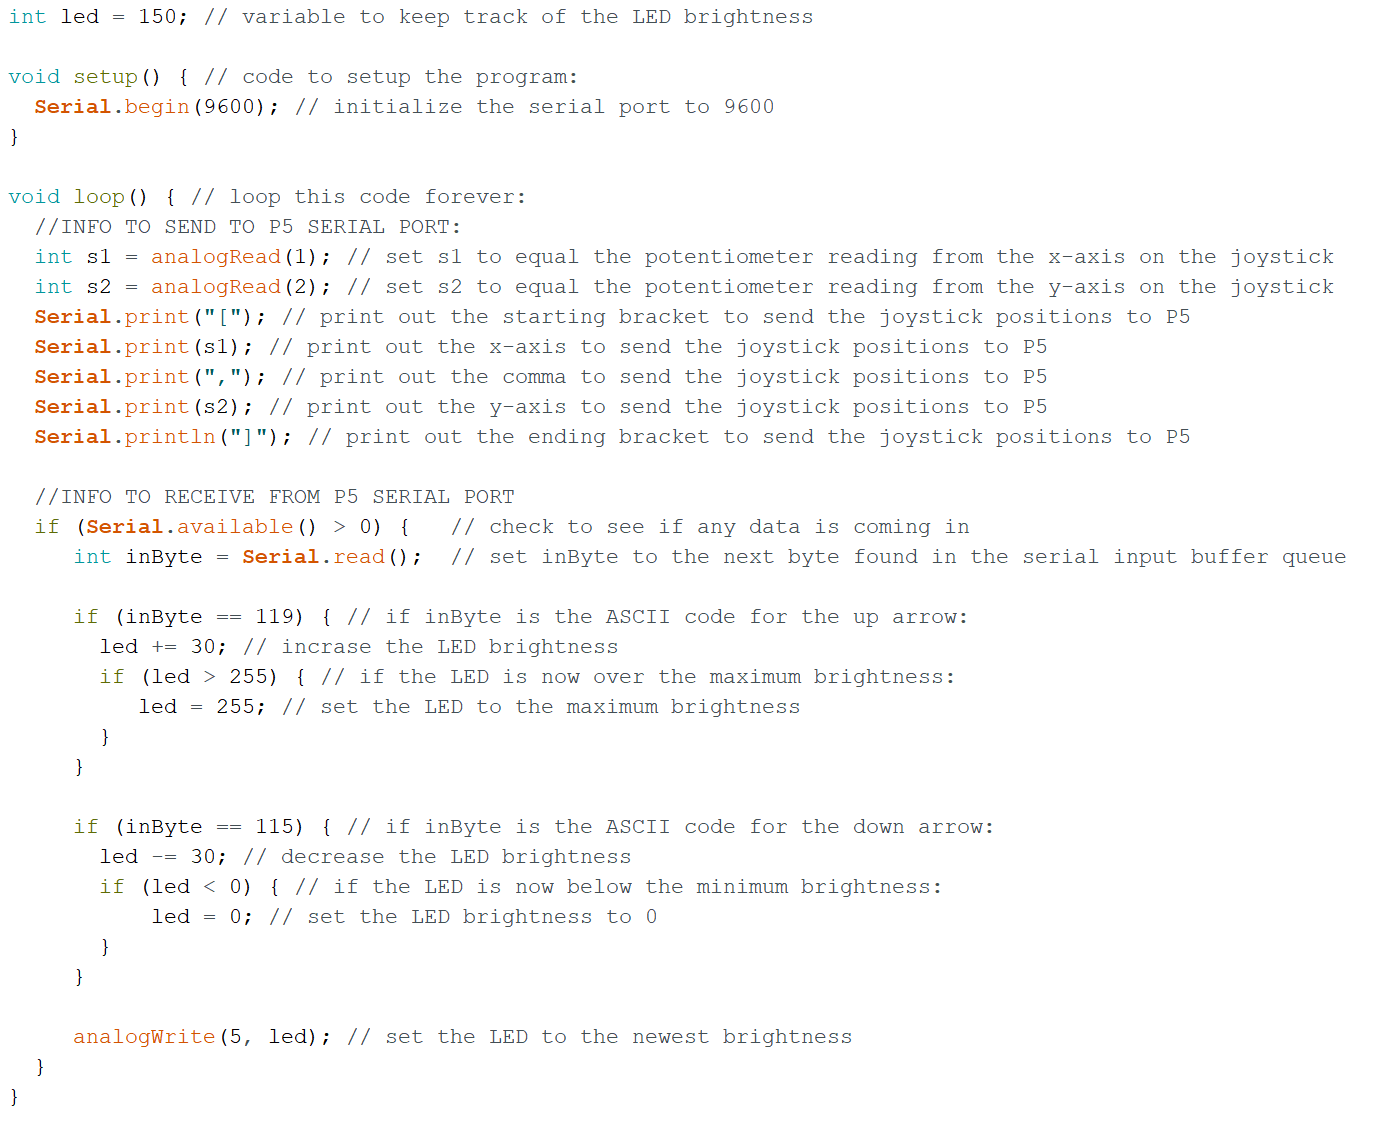 int led = 150; // variable to keep track of the LED brightness

void setup() { // code to setup the program:
  Serial.begin(9600); // initialize the serial port to 9600
}

void loop() { // loop this code forever:
  //INFO TO SEND TO P5 SERIAL PORT:
  int s1 = analogRead(1); // set s1 to equal the potentiometer reading from the x-axis on the joystick
  int s2 = analogRead(2); // set s2 to equal the potentiometer reading from the y-axis on the joystick
  Serial.print("["); // print out the starting bracket to send the joystick positions to P5
  Serial.print(s1); // print out the x-axis to send the joystick positions to P5
  Serial.print(","); // print out the comma to send the joystick positions to P5
  Serial.print(s2); // print out the y-axis to send the joystick positions to P5
  Serial.println("]"); // print out the ending bracket to send the joystick positions to P5

  //INFO TO RECEIVE FROM P5 SERIAL PORT
  if (Serial.available() > 0) {   // check to see if any data is coming in
     int inByte = Serial.read();  // set inByte to the next byte found in the serial input buffer queue

     if (inByte == 119) { // if inByte is the ASCII code for the up arrow:
       led += 30; // incrase the LED brightness
       if (led > 255) { // if the LED is now over the maximum brightness:
          led = 255; // set the LED to the maximum brightness
       }
     }

     if (inByte == 115) { // if inByte is the ASCII code for the down arrow:
       led -= 30; // decrease the LED brightness
       if (led < 0) { // if the LED is now below the minimum brightness:
           led = 0; // set the LED brightness to 0
       }
     }

     analogWrite(5, led); // set the LED to the newest brightness
  }
}